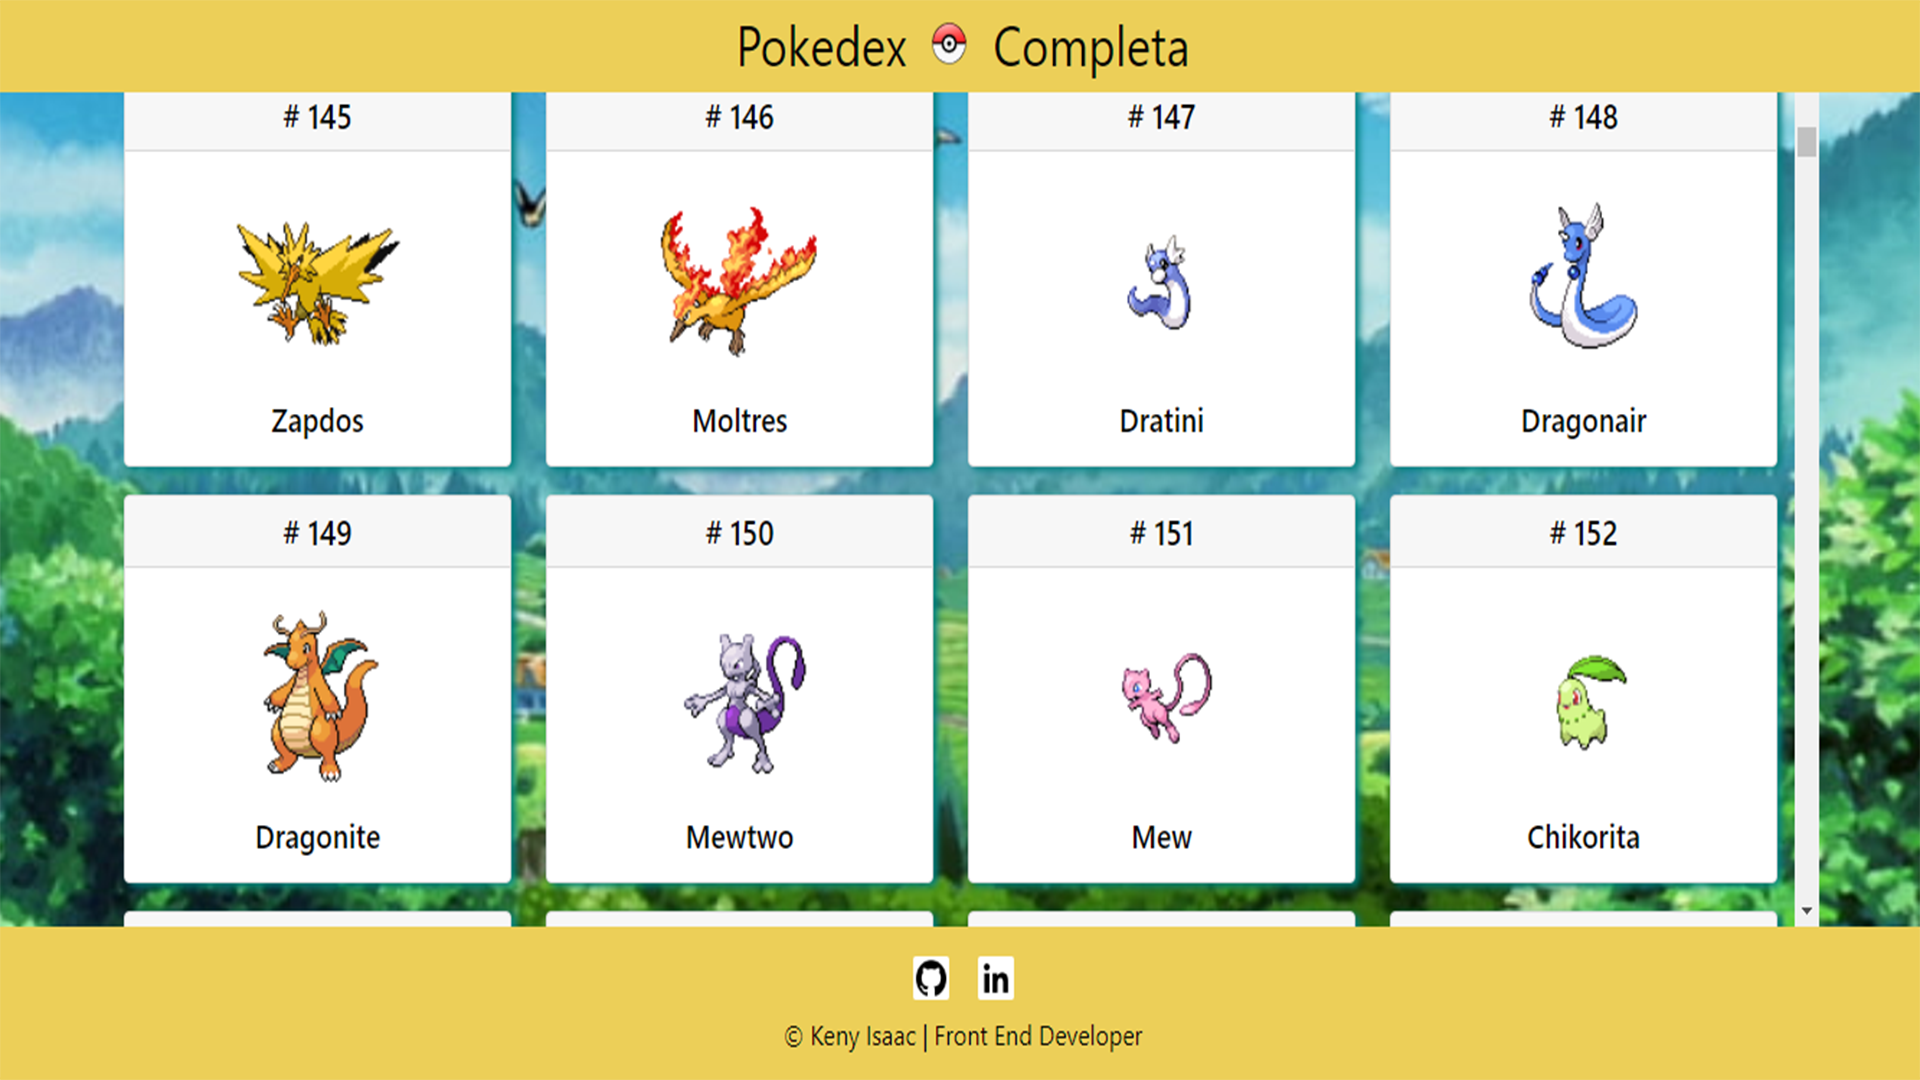 Pokedex Completa
# 145 # 146 # 147 # 148
Zapdos Moltres Dratini Dragonair
# 149 # 150 # 151 # 152
Dragonite Mewtwo Mew Chikorita
in
© Keny Isaac | Front End Developer